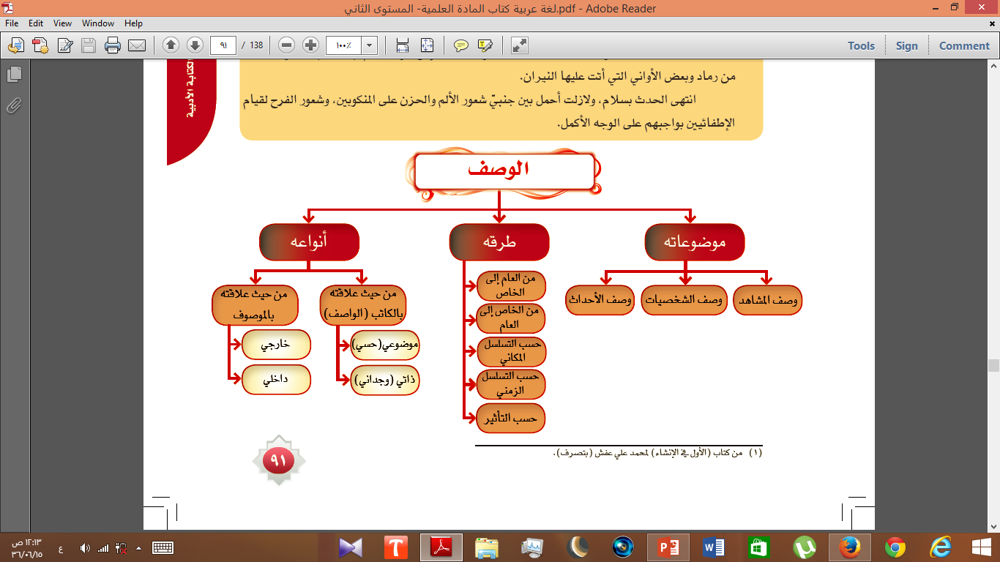 لغة عربية كتاب المادة العلمية- المستوى الثاني.pdf - Adobe Reader
File Edit View Window Help
٩١ / 138
١٠٠٪
Tools Sign Comment
الكتابة الأدبية
من رماد وبعض الأواني التي أتت عليها النيران.
انتهى الحدث بسلام، ولازلت أحمل بين جنبيّ شعور الألم والحزن على المنكوبين، وشعور الفرح لقيام
الإطفائيين بواجبهم على الوجه الأكمل.
الوصف
موضوعاته
وصف المشاهد
وصف الشخصيات
وصف الأحداث
طرقه
من العام إلى
الخاص
من الخاص إلى
العام
حسب التسلسل
المكاني
حسب التسلسل
الزمني
حسب التأثير
أنواعه
من حيث علاقته
بالكاتب (الواصف)
موضوعي(حسي)
ذاتي (وجداني)
من حيث علاقته
بالموصوف
خارجي
داخلي
(١) من كتاب (الأول في الإنشاء) لمحمد علي عفش (بتصرف).
٩١
١٢:١٣ ص
٣٦/٠٦/١٥
ع